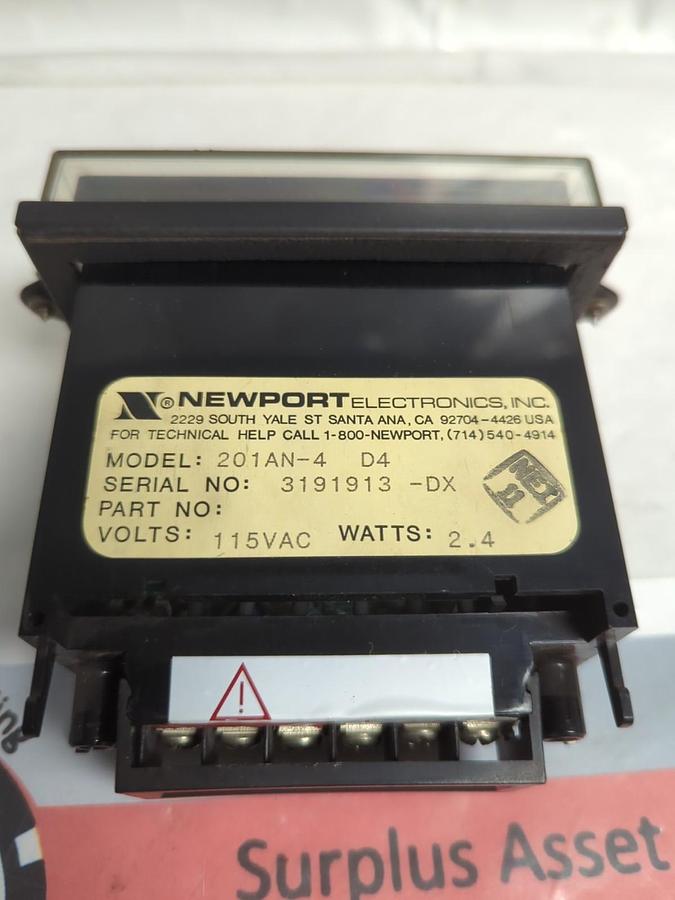 ® NEWPORT ELECTRONICS, INC.
2229 SOUTH YALE ST SANTA ANA, CA 92704-4426 USA
FOR TECHNICAL HELP CALL 1-800-NEWPORT, (714) 540-4914
MODEL: 201AN-4 D4
SERIAL NO: 3191913 -DX
PART NO:
VOLTS: 115VAC WATTS: 2.4
NEI
11
!
Surplus Asset